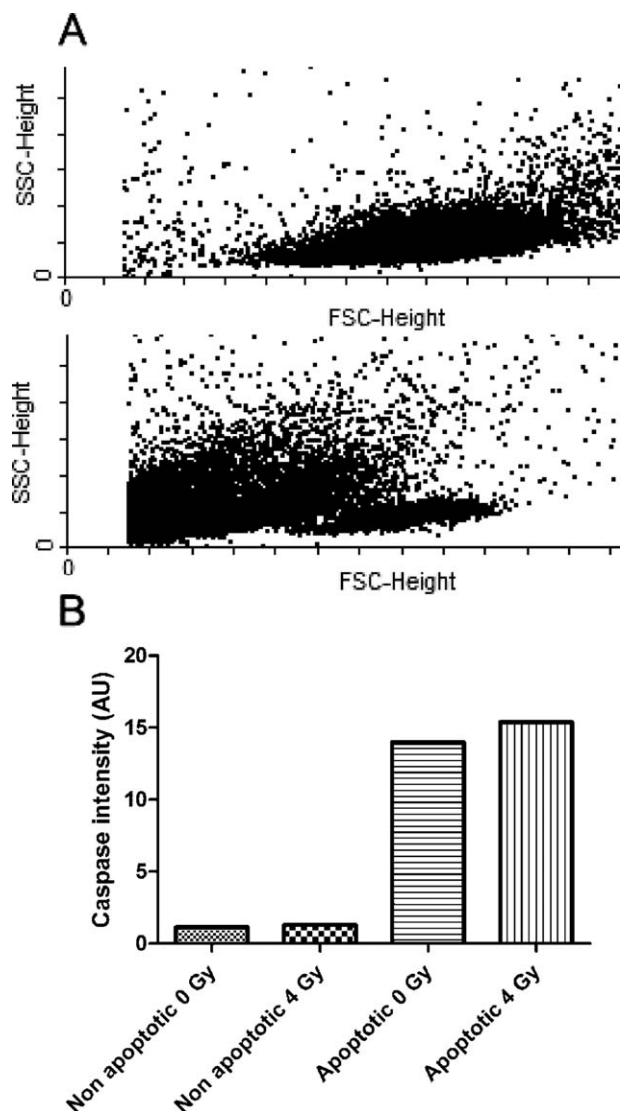 A
SSC-Height
0
0
FSC-Height
SSC-Height
0
0
FSC-Height
B
Caspase intensity (AU)
20
15
10
5
0
Non apoptotic 0 Gy
Non apoptotic 4 Gy
Apoptotic 0 Gy
Apoptotic 4 Gy